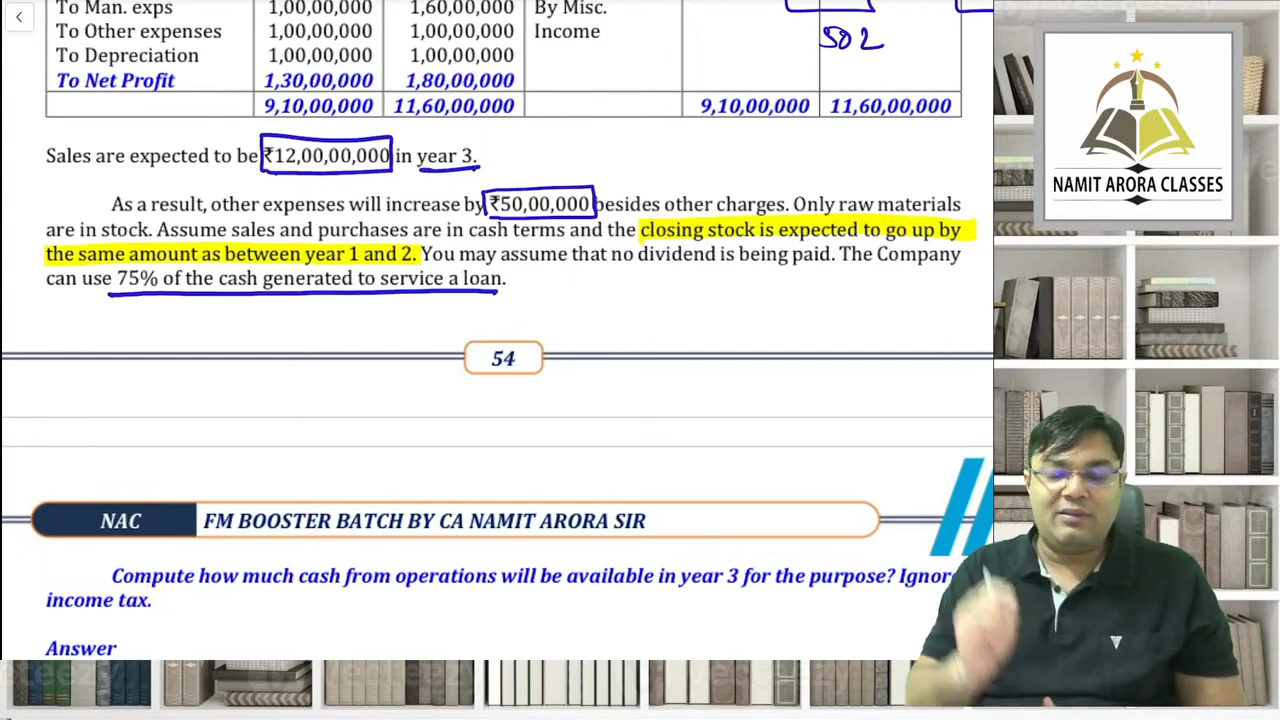 To Man. exps 1,00,00,000 1,60,00,000 By Misc.
To Other expenses 1,00,00,000 1,00,00,000 Income 50L
To Depreciation 1,00,00,000 1,00,00,000
To Net Profit 1,30,00,000 1,80,00,000
9,10,00,000 11,60,00,000 9,10,00,000 11,60,00,000
Sales are expected to be ₹12,00,00,000 in year 3.
As a result, other expenses will increase by ₹50,00,000 besides other charges. Only raw materials
are in stock. Assume sales and purchases are in cash terms and the closing stock is expected to go up by
the same amount as between year 1 and 2. You may assume that no dividend is being paid. The Company
can use 75% of the cash generated to service a loan.
54
NAC FM BOOSTER BATCH BY CA NAMIT ARORA SIR
Compute how much cash from operations will be available in year 3 for the purpose? Ignor
income tax.
Answer
NAMIT ARORA CLASSES